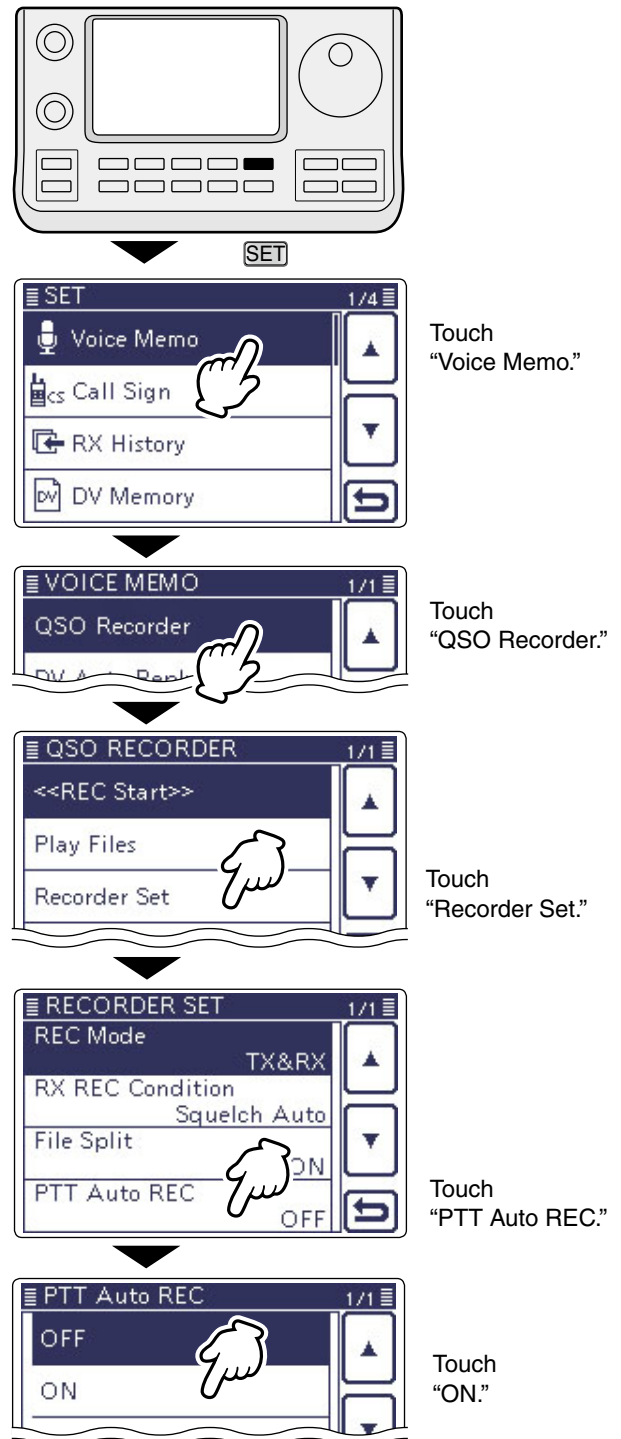 SET
SET 1/4
Voice Memo
CS Call Sign
RX History
DV DV Memory
Touch
“Voice Memo.”
VOICE MEMO 1/1
QSO Recorder
Touch
“QSO Recorder.”
QSO RECORDER 1/1
<<REC Start>>
Play Files
Recorder Set
Touch
“Recorder Set.”
RECORDER SET 1/1
REC Mode
TX&RX
RX REC Condition
Squelch Auto
File Split
ON
PTT Auto REC
OFF
Touch
“PTT Auto REC.”
PTT Auto REC 1/1
OFF
ON
Touch
“ON.”